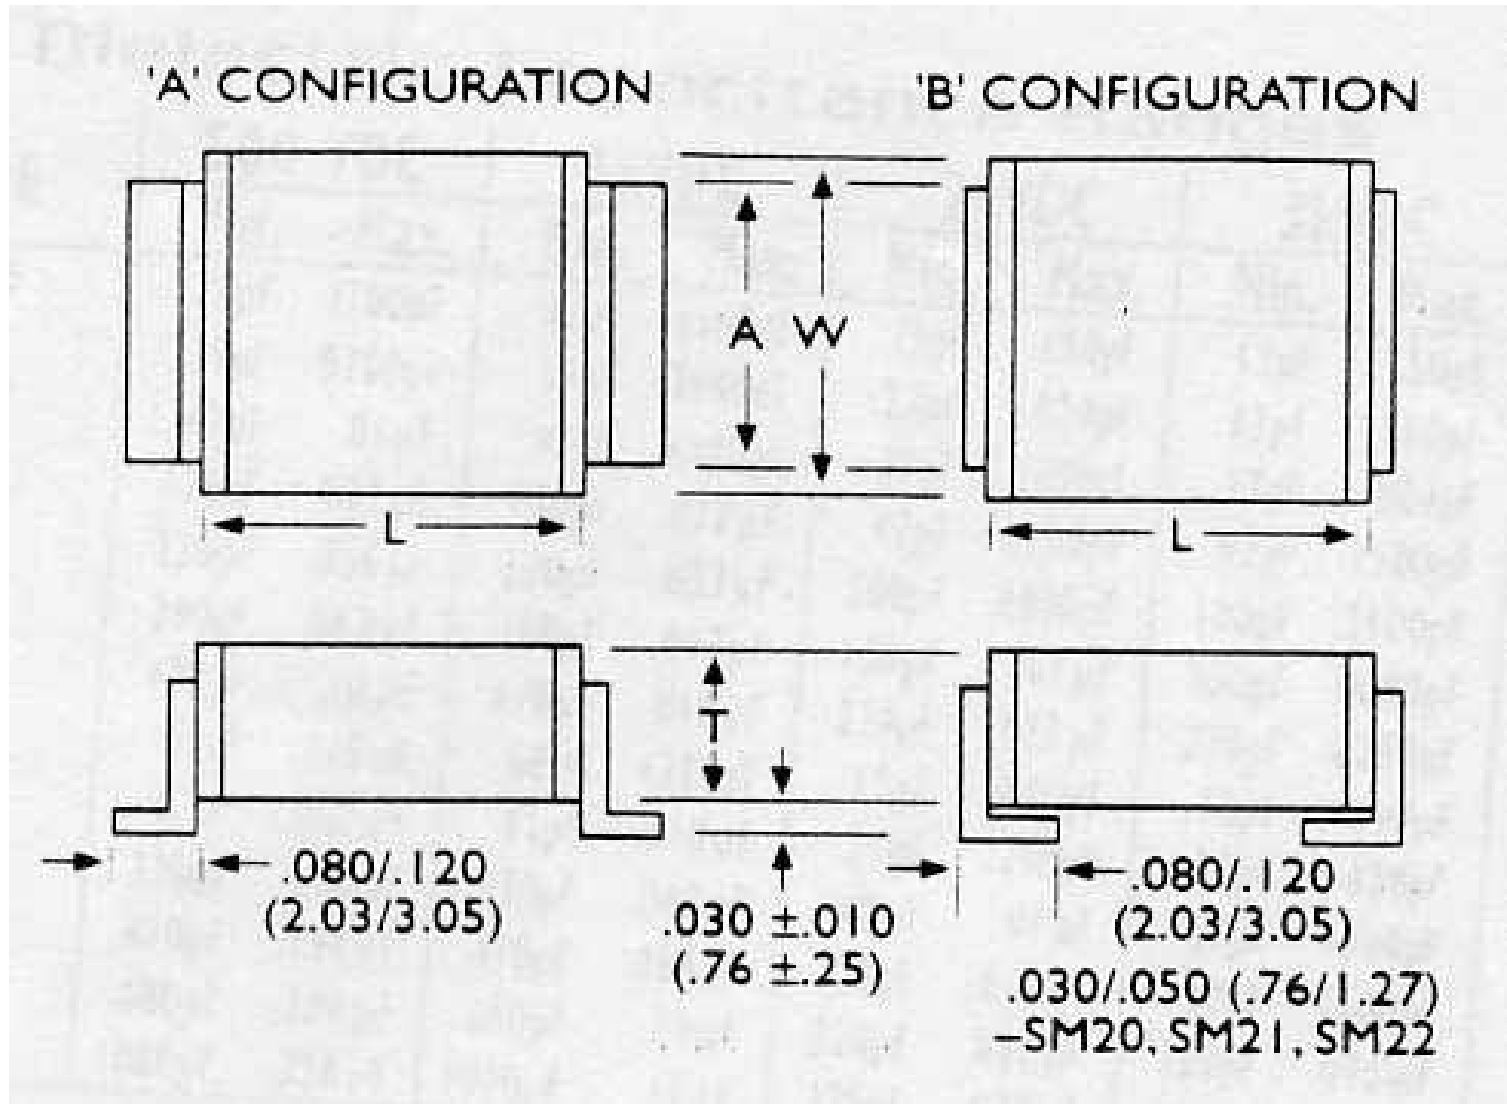 'A' CONFIGURATION
'B' CONFIGURATION
A W
L
L
T
.080/.120
(2.03/3.05)
.030 ±.010
(.76 ±.25)
.080/.120
(2.03/3.05)
.030/.050 (.76/1.27)
–SM20, SM21, SM22